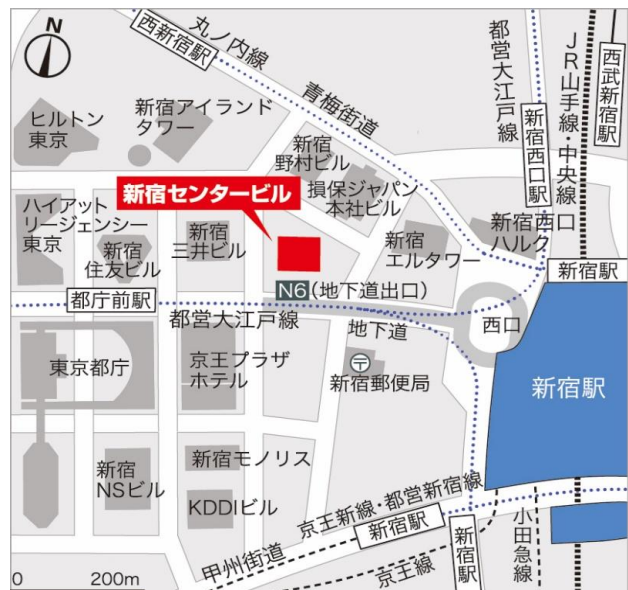 N
西新宿駅
丸ノ内線
青梅街道
都営大江戸線
新宿西口駅
JR山手線・中央線
西武新宿駅
ヒルトン
東京
新宿アイランド
タワー
新宿
野村ビル
損保ジャパン
本社ビル
新宿センタービル
ハイアット
リージェンシー
東京
新宿
住友ビル
新宿
三井ビル
新宿
エルタワー
新宿西口
ハルク
新宿駅
N6(地下道出口)
都庁前駅
都営大江戸線
地下道
西口
東京都庁
京王プラザ
ホテル
〒
新宿郵便局
新宿駅
新宿
NSビル
新宿モノリス
KDDIビル
京王新線・都営新宿線
新宿駅
甲州街道
京王線
新宿駅
小田急線
0 200m